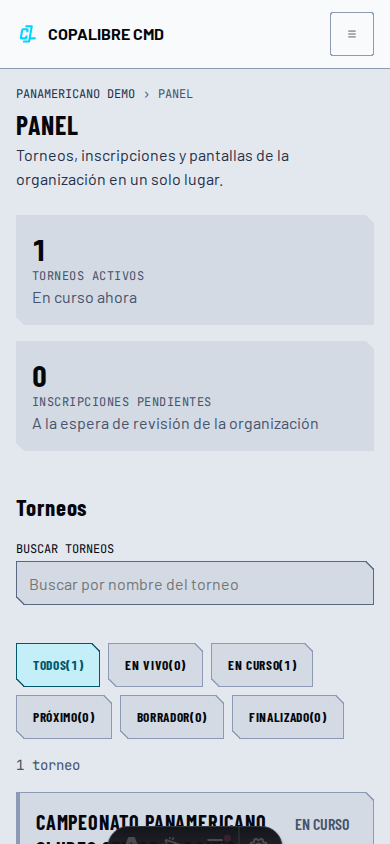 COPALIBRE CMD
PANAMERICANO DEMO › PANEL
PANEL
Torneos, inscripciones y pantallas de la
organización en un solo lugar.
1
TORNEOS ACTIVOS
En curso ahora
0
INSCRIPCIONES PENDIENTES
A la espera de revisión de la organización
Torneos
BUSCAR TORNEOS
Buscar por nombre del torneo
TODOS(1) EN VIVO(0) EN CURSO(1)
PRÓXIMO(0) BORRADOR(0) FINALIZADO(0)
1 torneo
CAMPEONATO PANAMERICANO EN CURSO